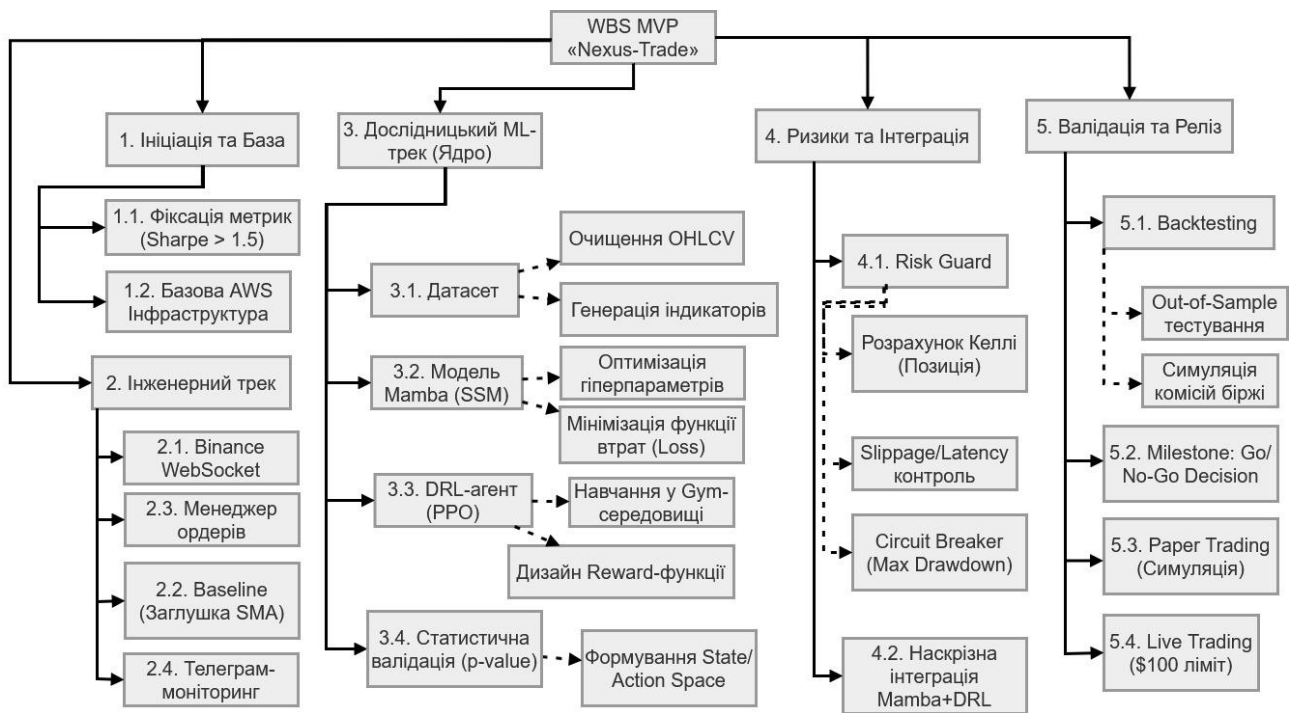 WBS MVP
«Nexus-Trade»
1. Ініціація та База
1.1. Фіксація метрик
(Sharpe > 1.5)
1.2. Базова AWS
Інфраструктура
2. Інженерний трек
2.1. Binance
WebSocket
2.3. Менеджер
ордерів
2.2. Baseline
(Заглушка SMA)
2.4. Телеграм-
моніторинг
3. Дослідницький ML-
трек (Ядро)
3.1. Датасет
Очищення OHLCV
Генерація індикаторів
3.2. Модель
Mamba (SSM)
Оптимізація
гіперпараметрів
Мінімізація функції
втрат (Loss)
3.3. DRL-агент
(PPO)
Навчання у Gym-
середовищі
Дизайн Reward-функції
3.4. Статистична
валідація (p-value)
Формування State/
Action Space
4. Ризики та Інтеграція
4.1. Risk Guard
Розрахунок Келлі
(Позиція)
Slippage/Latency
контроль
Circuit Breaker
(Max Drawdown)
4.2. Наскрізна
інтеграція
Mamba+DRL
5. Валідація та Реліз
5.1. Backtesting
Out-of-Sample
тестування
Симуляція
комісій біржі
5.2. Milestone: Go/
No-Go Decision
5.3. Paper Trading
(Симуляція)
5.4. Live Trading
($100 ліміт)